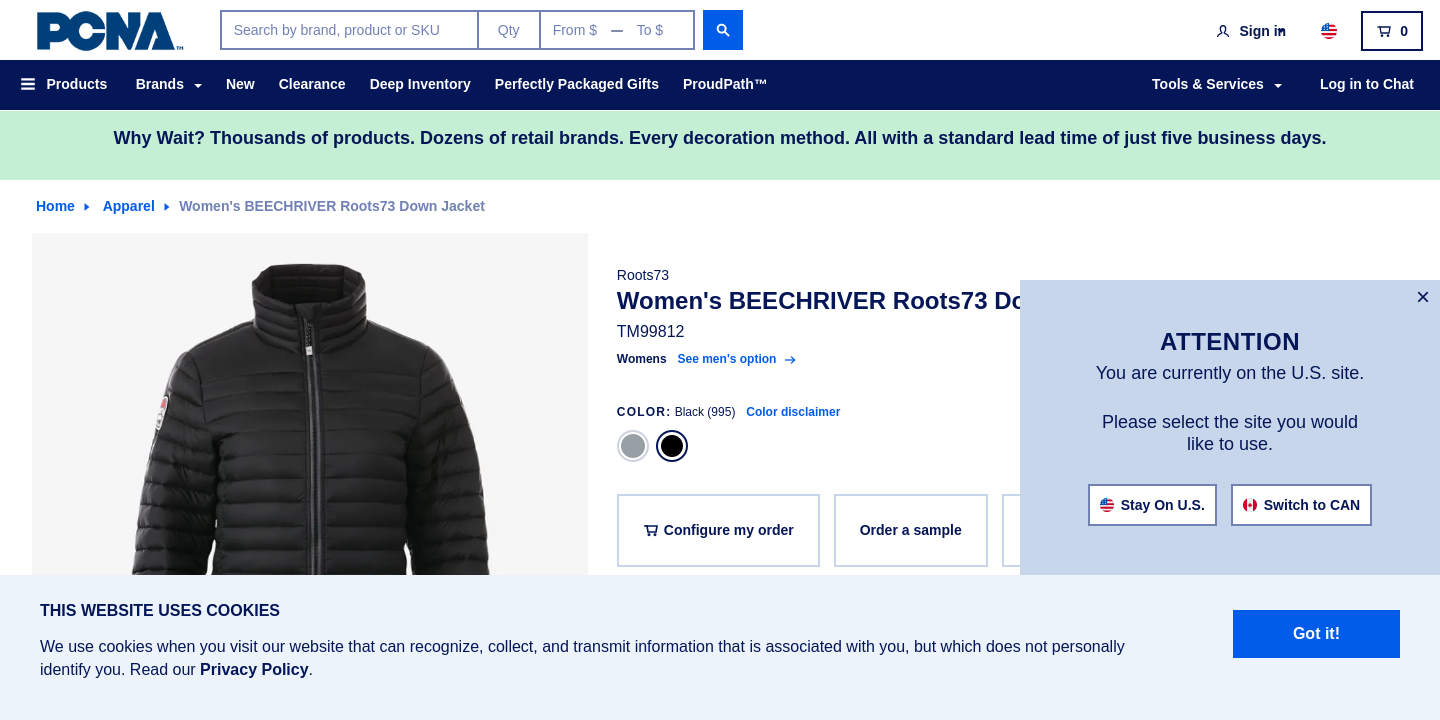 PCNA™
Search by brand, product or SKU
Qty
From $ — To $
Sign in
0
Products
Brands
New
Clearance
Deep Inventory
Perfectly Packaged Gifts
ProudPath™
Tools & Services
Log in to Chat
Why Wait? Thousands of products. Dozens of retail brands. Every decoration method. All with a standard lead time of just five business days.
Home
Apparel
Women's BEECHRIVER Roots73 Down Jacket
Roots73
Women's BEECHRIVER Roots73 Do
TM99812
Womens See men's option
COLOR: Black (995) Color disclaimer
Configure my order
Order a sample
×
ATTENTION
You are currently on the U.S. site.
Please select the site you would
like to use.
Stay On U.S.
Switch to CAN
THIS WEBSITE USES COOKIES
We use cookies when you visit our website that can recognize, collect, and transmit information that is associated with you, but which does not personally
identify you. Read our Privacy Policy.
Got it!